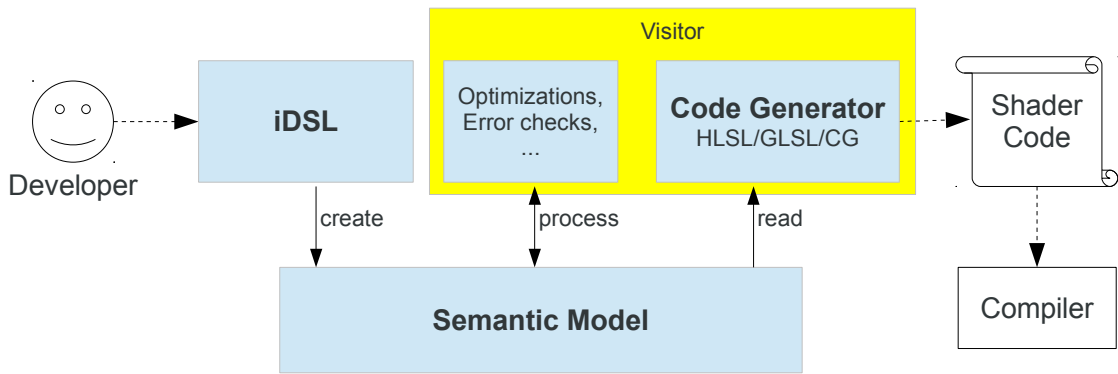 Visitor
iDSL
Optimizations,
Error checks,
...
Code Generator
HLSL/GLSL/CG
Shader
Code
Developer
create
process
read
Semantic Model
Compiler